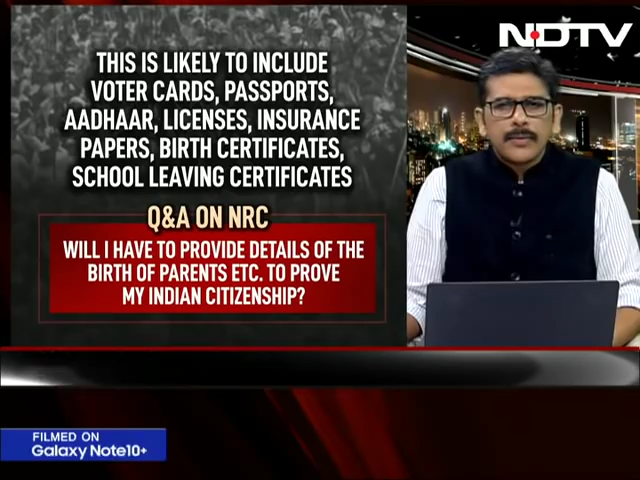 NDTV
THIS IS LIKELY TO INCLUDE
VOTER CARDS, PASSPORTS,
AADHAAR, LICENSES, INSURANCE
PAPERS, BIRTH CERTIFICATES,
SCHOOL LEAVING CERTIFICATES
Q&A ON NRC
WILL I HAVE TO PROVIDE DETAILS OF THE
BIRTH OF PARENTS ETC. TO PROVE
MY INDIAN CITIZENSHIP?
FILMED ON
Galaxy Note10+